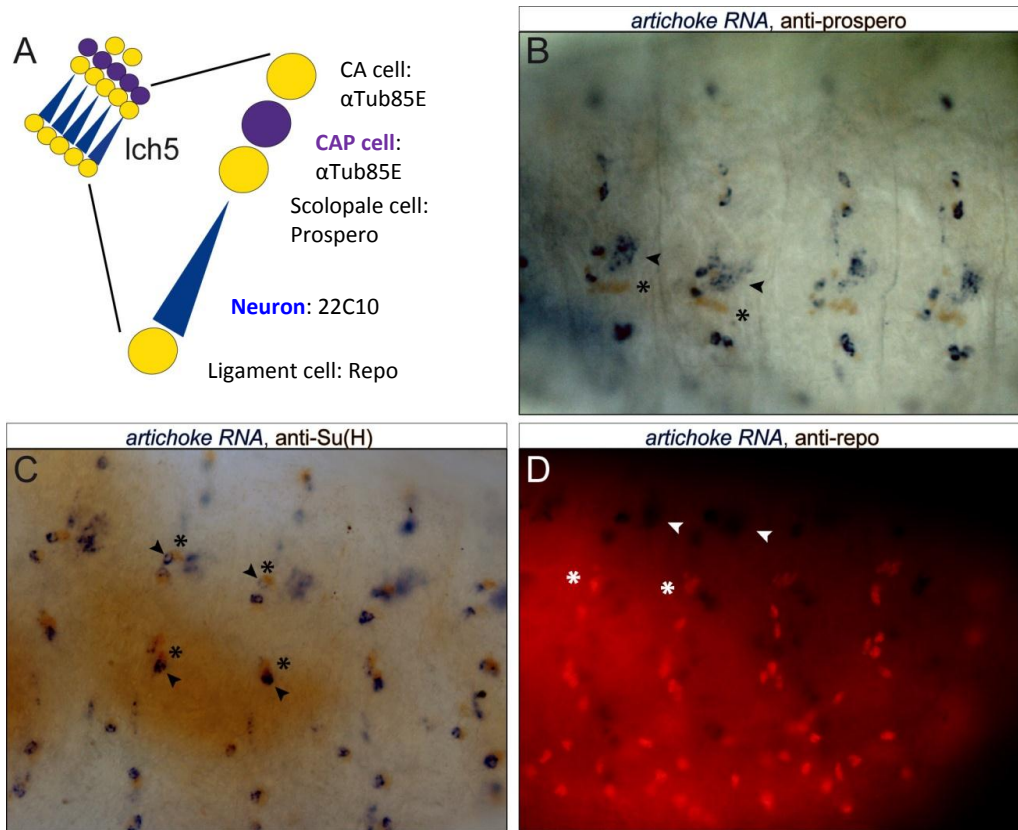 A
CA cell:
αTub85E
CAP cell:
αTub85E
lch5
Scolopale cell:
Prospero
Neuron: 22C10
Ligament cell: Repo
artichoke RNA, anti-prospero
B
*
*
artichoke RNA, anti-Su(H)
C
*
*
*
*
artichoke RNA, anti-repo
D
*
*